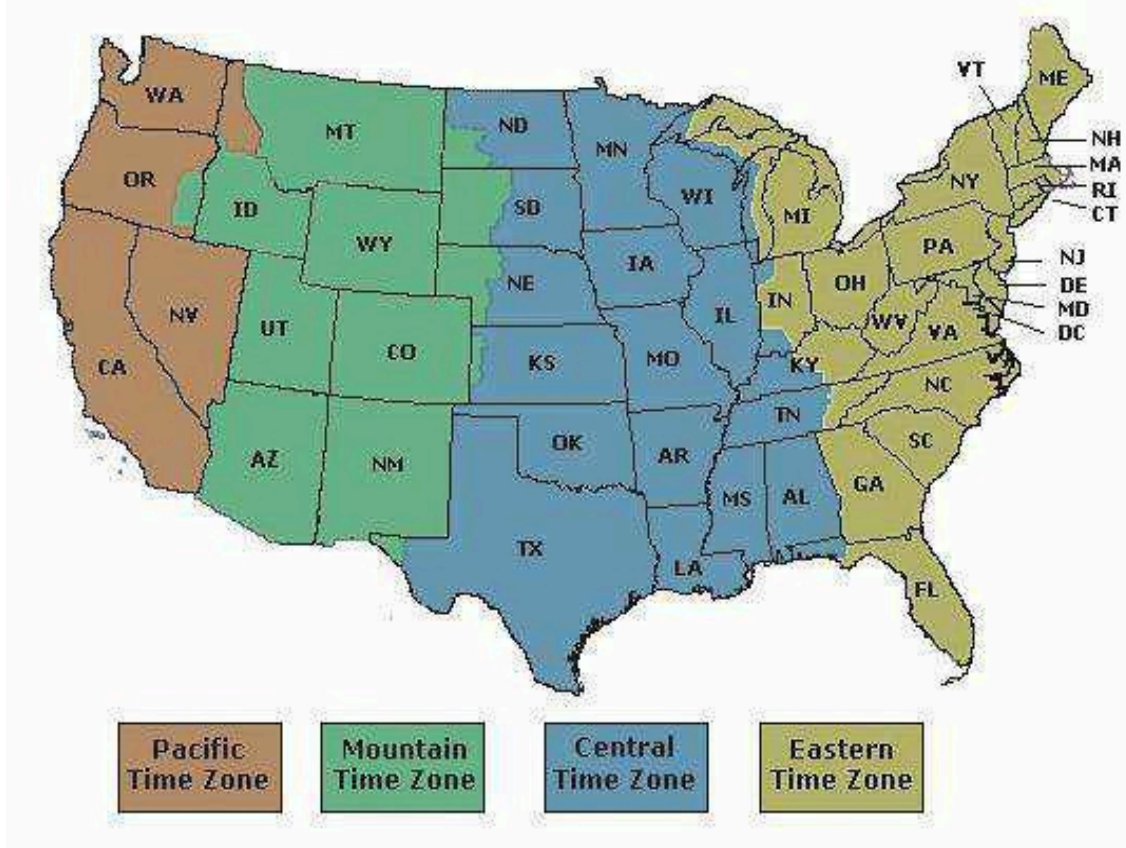 VT
ME
WA
MT
ND
MN
NH
MA
RI
CT
OR
ID
SD
WI
MI
NY
WY
IA
PA
NJ
DE
MD
DC
NE
IN
OH
NV
UT
CO
IL
WV
VA
CA
KS
MO
KY
NC
AZ
NM
OK
AR
TN
SC
MS
AL
GA
TX
LA
FL
Pacific
Time Zone
Mountain
Time Zone
Central
Time Zone
Eastern
Time Zone